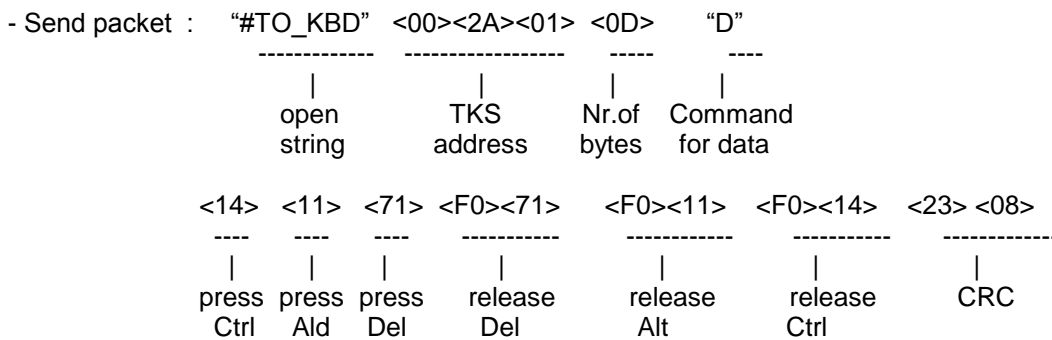 - Send packet : “#TO_KBD” <00><2A><01> <0D> “D”
------------- ------------------ ----- ----
| | | |
open TKS Nr.of Command
string address bytes for data
<14> <11> <71> <F0><71> <F0><11> <F0><14> <23> <08>
---- ---- ---- ----------- ------------ ----------- -------------
| | | | | | |
press press press release release release CRC
Ctrl Ald Del Del Alt Ctrl